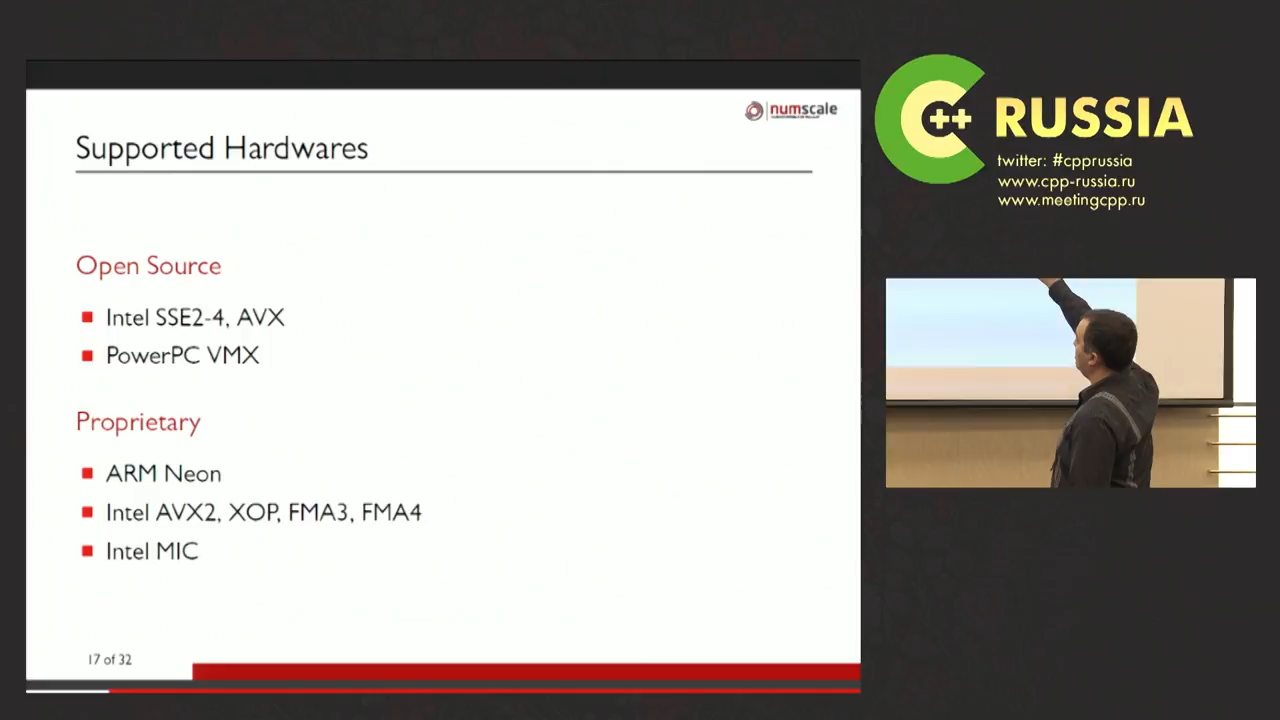 numscale
Supported Hardwares
Open Source
Intel SSE2-4, AVX
PowerPC VMX
Proprietary
ARM Neon
Intel AVX2, XOP, FMA3, FMA4
Intel MIC
17 of 32
C++ RUSSIA
twitter: #cpprussia
www.cpp-russia.ru
www.meetingcpp.ru